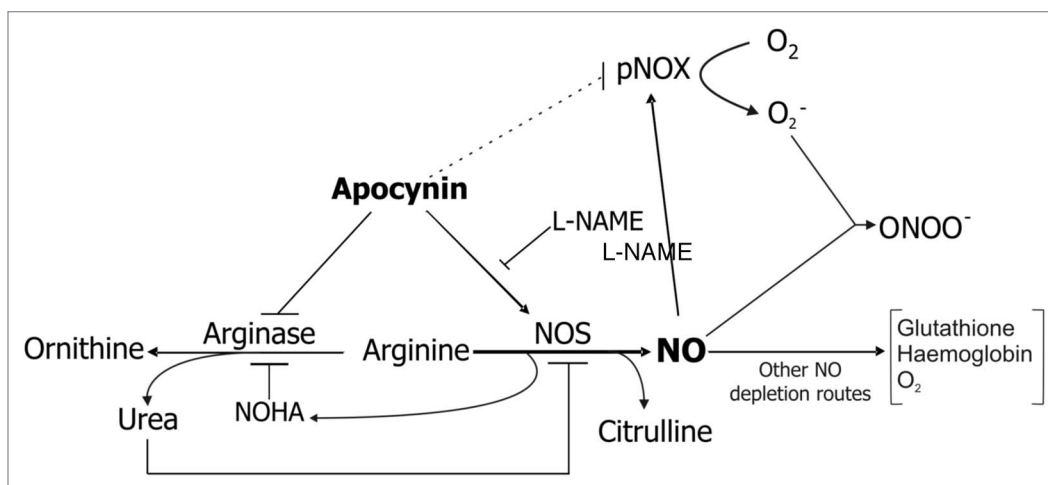 O₂
pNOX
O₂⁻
Apocynin
L-NAME
L-NAME
ONOO⁻
Arginase
NOS
Ornithine
Arginine
NO
Glutathione
Haemoglobin
O₂
Other NO
depletion routes
Urea
NOHA
Citrulline